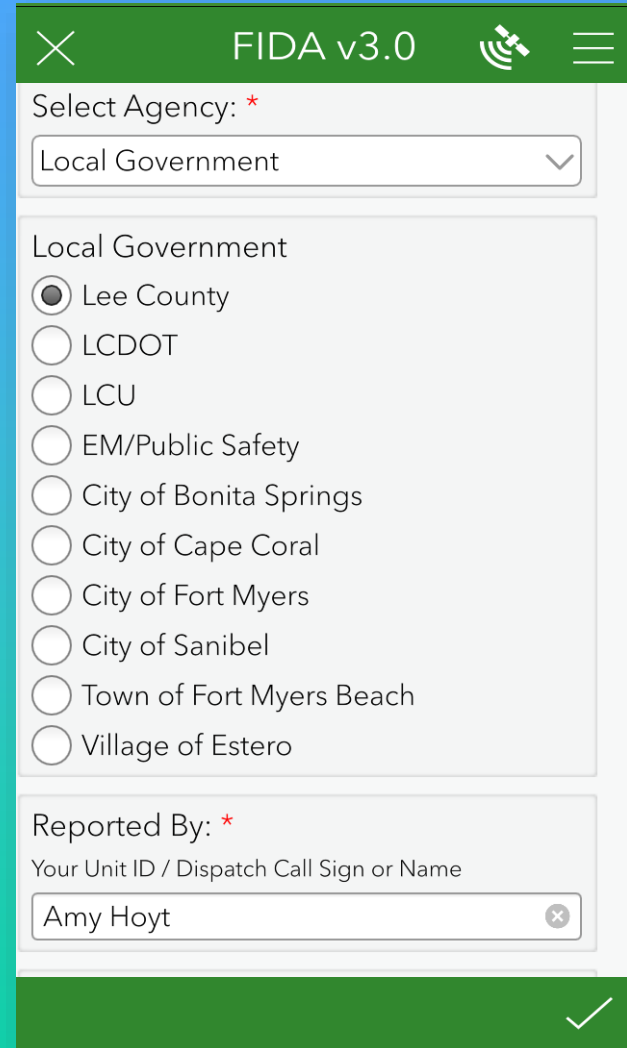 FIDA v3.0
Select Agency: *
Local Government
Local Government
Lee County
LCDOT
LCU
EM/Public Safety
City of Bonita Springs
City of Cape Coral
City of Fort Myers
City of Sanibel
Town of Fort Myers Beach
Village of Estero
Reported By: *
Your Unit ID / Dispatch Call Sign or Name
Amy Hoyt